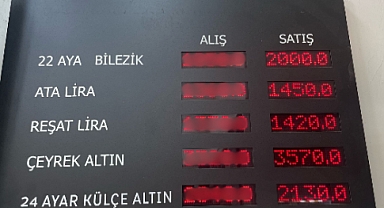 ALIŞ SATIŞ
22 AYA BİLEZİK 2000.0
ATA LİRA 1450.0
REŞAT LİRA 1420.0
ÇEYREK ALTIN 3570.0
24 AYAR KÜLÇE ALTIN 2130.0